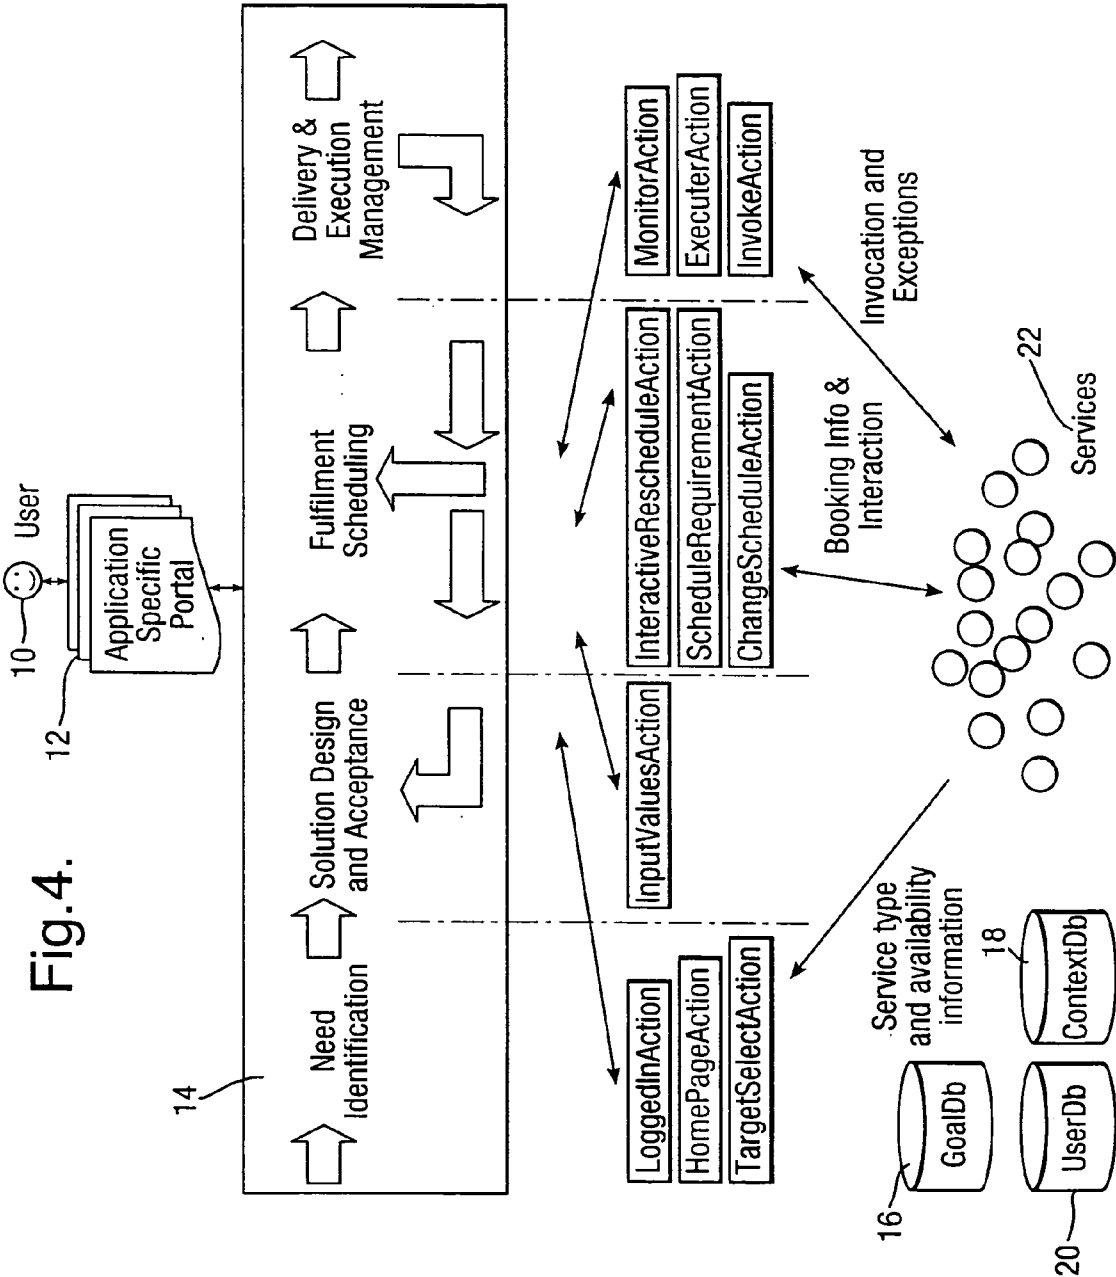 Fig.4.
10
User
12
Application
Specific
Portal
14
Need
Identification
Solution Design
and Acceptance
Fulfilment
Scheduling
Delivery &
Execution
Management
LoggedInAction
HomePageAction
TargetSelectAction
InputValuesAction
InteractiveRescheduleAction
ScheduleRequirementAction
ChangeScheduleAction
MonitorAction
ExecuterAction
InvokeAction
Service type
and availability
information
Booking Info &
Interaction
Invocation and
Exceptions
16
GoalDb
18
ContextDb
20
UserDb
22
Services